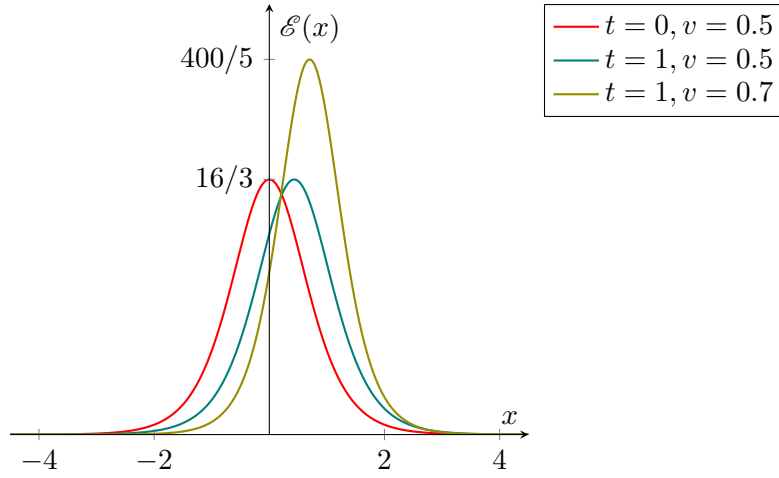 ℰ(x)
400/5
16/3
x
−4
−2
2
4
t = 0, v = 0.5
t = 1, v = 0.5
t = 1, v = 0.7